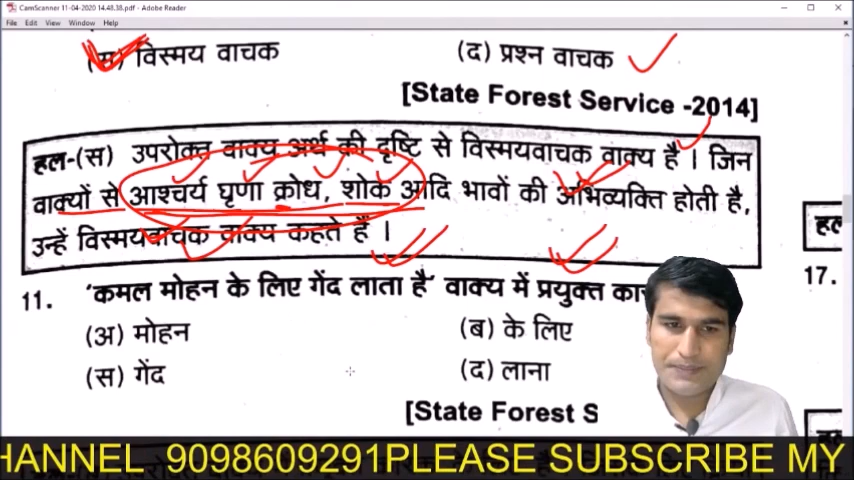 CamScanner 11-04-2020 14.48.38.pdf - Adobe Reader
File Edit View Window Help
(स) विस्मय वाचक (द) प्रश्न वाचक
[State Forest Service -2014]
हल-(स) उपरोक्त वाक्य अर्थ की दृष्टि से विस्मयवाचक वाक्य है । जिन
वाक्यों से आश्चर्य घृणा क्रोध, शोक आदि भावों की अभिव्यक्ति होती है,
उन्हें विस्मयवाचक वाक्य कहते हैं ।
11. 'कमल मोहन के लिए गेंद लाता है' वाक्य में प्रयुक्त
17.
(अ) मोहन (ब) के लिए
(स) गेंद (द) लाना
[State Forest S
HANNEL 9098609291PLEASE SUBSCRIBE MY